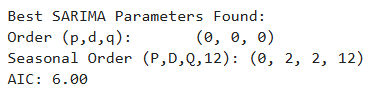 Best SARIMA Parameters Found:
Order (p,d,q):        (0, 0, 0)
Seasonal Order (P,D,Q,12): (0, 2, 2, 12)
AIC: 6.00